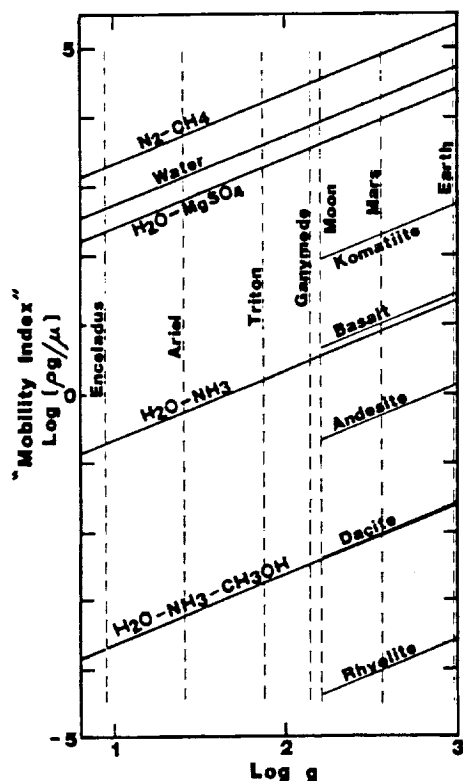 "Mobility Index"
Log [ρg/μ]
5
0
-5
N2-CH4
Water
H2O-MgSO4
Enceladus
Ariel
Triton
Ganymede
Moon
Mars
Earth
Komatiite
Basalt
H2O-NH3
Andesite
Dacite
H2O-NH3-CH3OH
Rhyolite
1
2
3
Log g